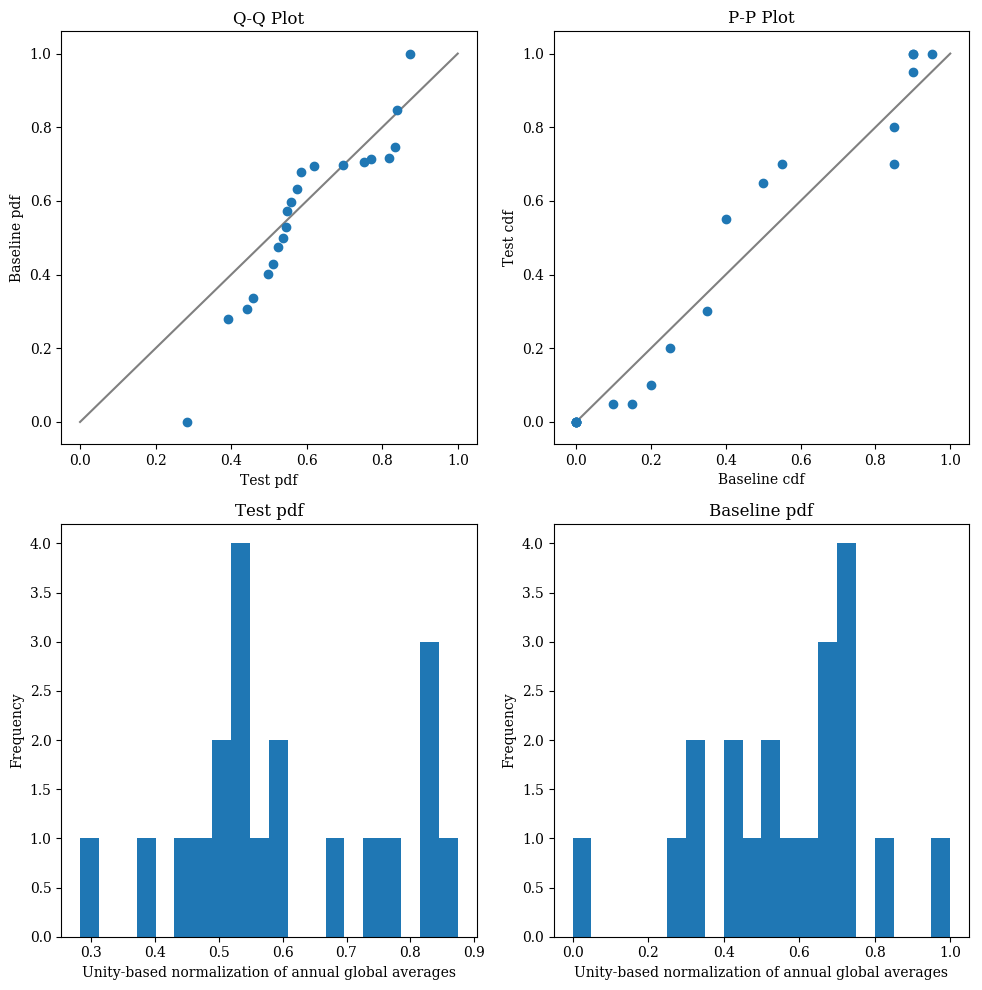 Q-Q Plot
1.0
0.8
0.6
0.4
0.2
0.0
Baseline pdf
0.0 0.2 0.4 0.6 0.8 1.0
Test pdf
P-P Plot
1.0
0.8
0.6
0.4
0.2
0.0
Test cdf
0.0 0.2 0.4 0.6 0.8 1.0
Baseline cdf
Test pdf
4.0
3.5
3.0
2.5
2.0
1.5
1.0
0.5
0.0
Frequency
0.3 0.4 0.5 0.6 0.7 0.8 0.9
Unity-based normalization of annual global averages
Baseline pdf
4.0
3.5
3.0
2.5
2.0
1.5
1.0
0.5
0.0
Frequency
0.0 0.2 0.4 0.6 0.8 1.0
Unity-based normalization of annual global averages